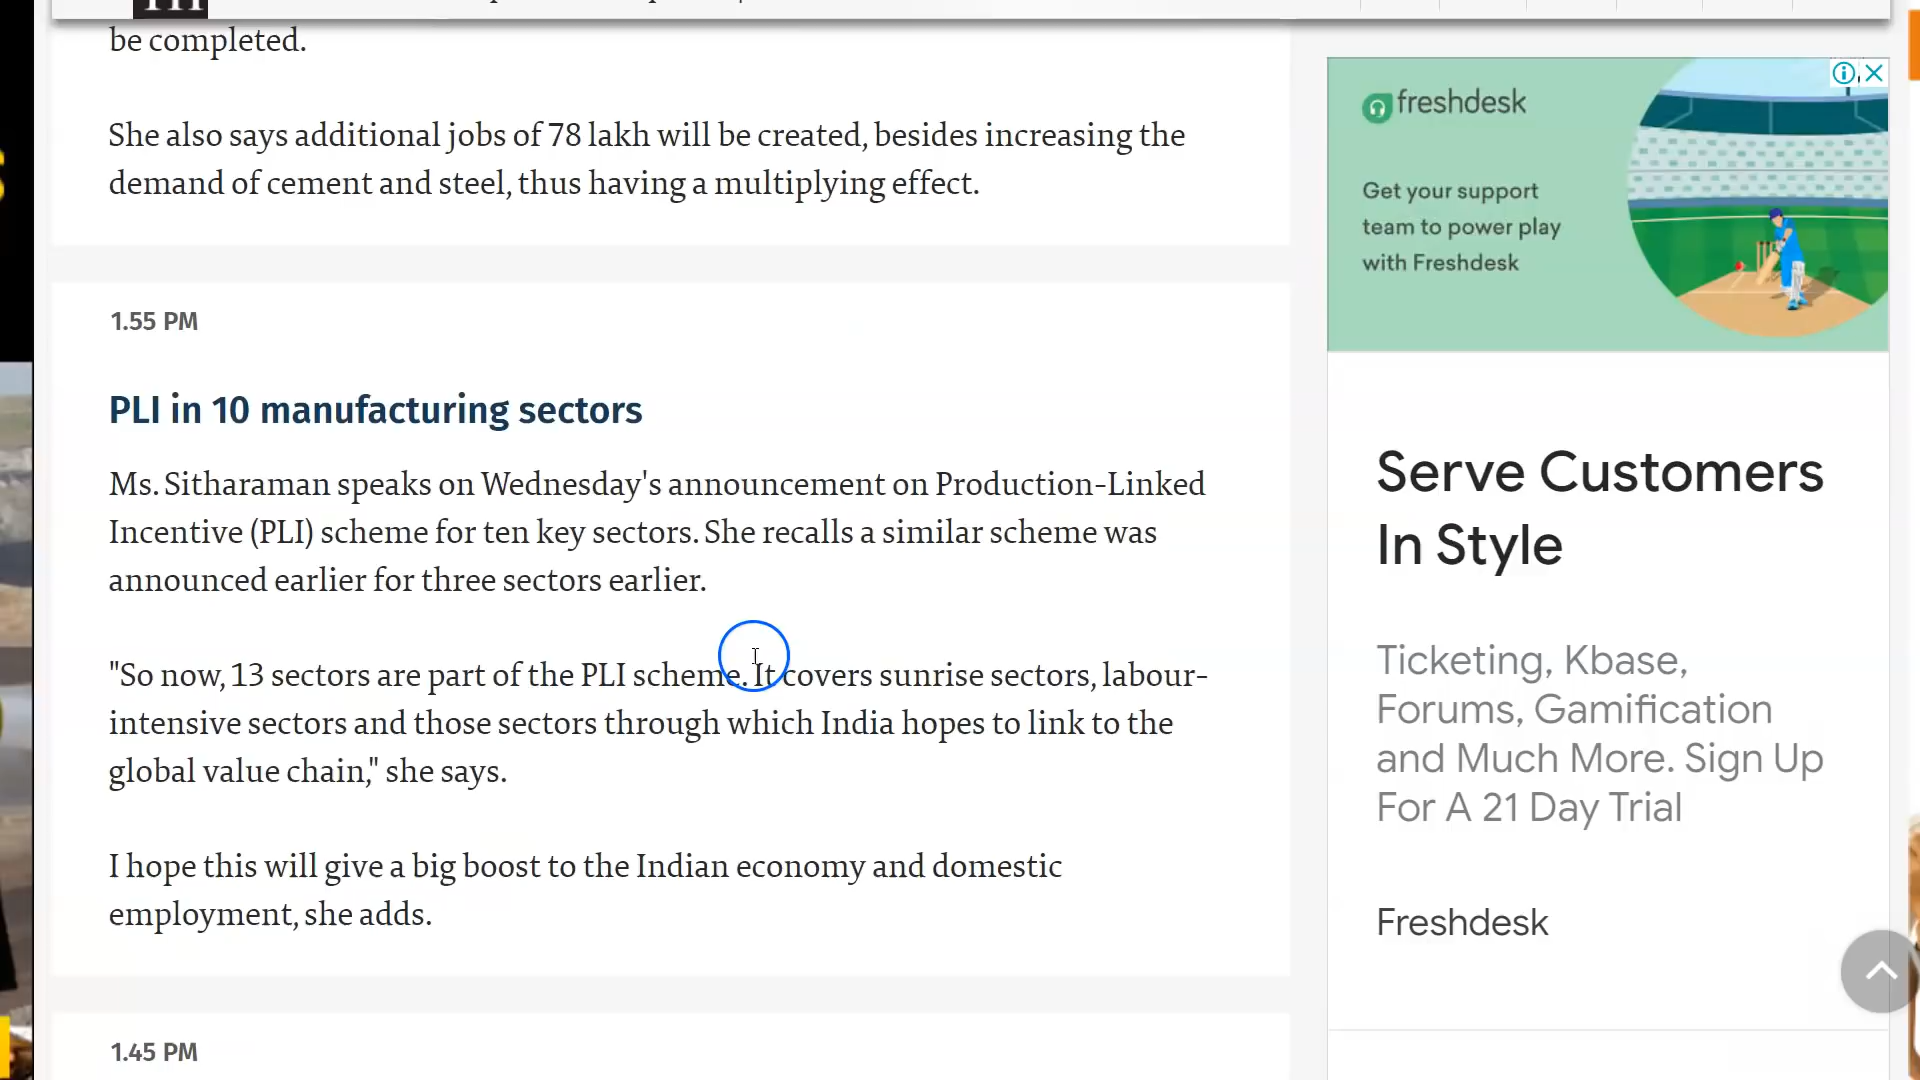 be completed.
She also says additional jobs of 78 lakh will be created, besides increasing the
demand of cement and steel, thus having a multiplying effect.
1.55 PM
PLI in 10 manufacturing sectors
Ms. Sitharaman speaks on Wednesday's announcement on Production-Linked
Incentive (PLI) scheme for ten key sectors. She recalls a similar scheme was
announced earlier for three sectors earlier.
"So now, 13 sectors are part of the PLI scheme. It covers sunrise sectors, labour-
intensive sectors and those sectors through which India hopes to link to the
global value chain," she says.
I hope this will give a big boost to the Indian economy and domestic
employment, she adds.
1.45 PM
freshdesk
Get your support
team to power play
with Freshdesk
Serve Customers
In Style
Ticketing, Kbase,
Forums, Gamification
and Much More. Sign Up
For A 21 Day Trial
Freshdesk